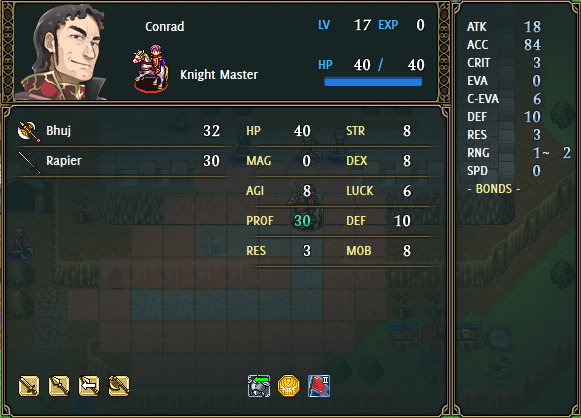 Conrad
LV 17 EXP 0
Knight Master
HP 40 / 40
Bhuj 32
Rapier 30
HP 40 STR 8
MAG 0 DEX 8
AGI 8 LUCK 6
PROF 30 DEF 10
RES 3 MOB 8
II
ATK 18
ACC 84
CRIT 3
EVA 0
C-EVA 6
DEF 10
RES 3
RNG 1~ 2
SPD 0
- BONDS -